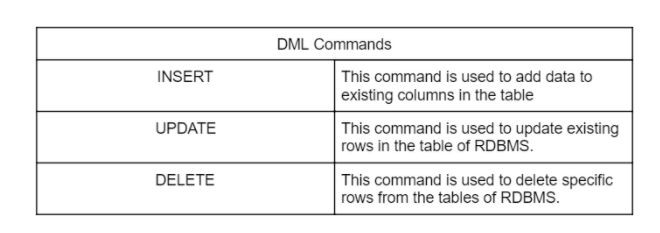 DML Commands
INSERT
This command is used to add data to
existing columns in the table
UPDATE
This command is used to update existing
rows in the table of RDBMS.
DELETE
This command is used to delete specific
rows from the tables of RDBMS.